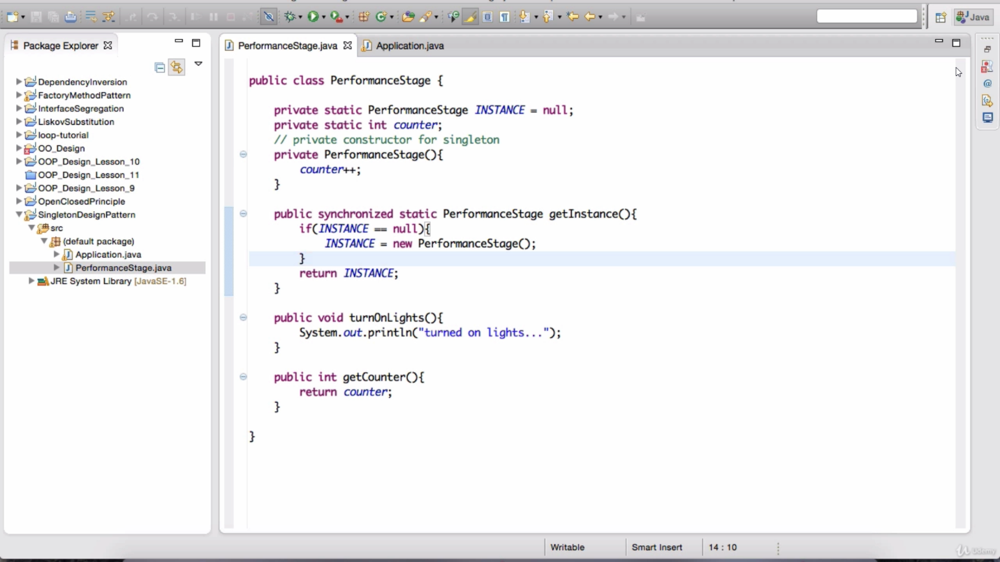 Java
Package Explorer
PerformanceStage.java
Application.java
DependencyInversion
FactoryMethodPattern
InterfaceSegregation
LiskovSubstitution
loop-tutorial
OO_Design
OOP_Design_Lesson_10
OOP_Design_Lesson_11
OOP_Design_Lesson_9
OpenClosedPrinciple
SingletonDesignPattern
src
(default package)
Application.java
PerformanceStage.java
JRE System Library [JavaSE-1.6]
public class PerformanceStage {
private static PerformanceStage INSTANCE = null;
private static int counter;
// private constructor for singleton
private PerformanceStage(){
counter++;
}
public synchronized static PerformanceStage getInstance(){
if(INSTANCE == null){
INSTANCE = new PerformanceStage();
}
return INSTANCE;
}
public void turnOnLights(){
System.out.println("turned on lights...");
}
public int getCounter(){
return counter;
}
}
Writable
Smart Insert
14 : 10
Udemy